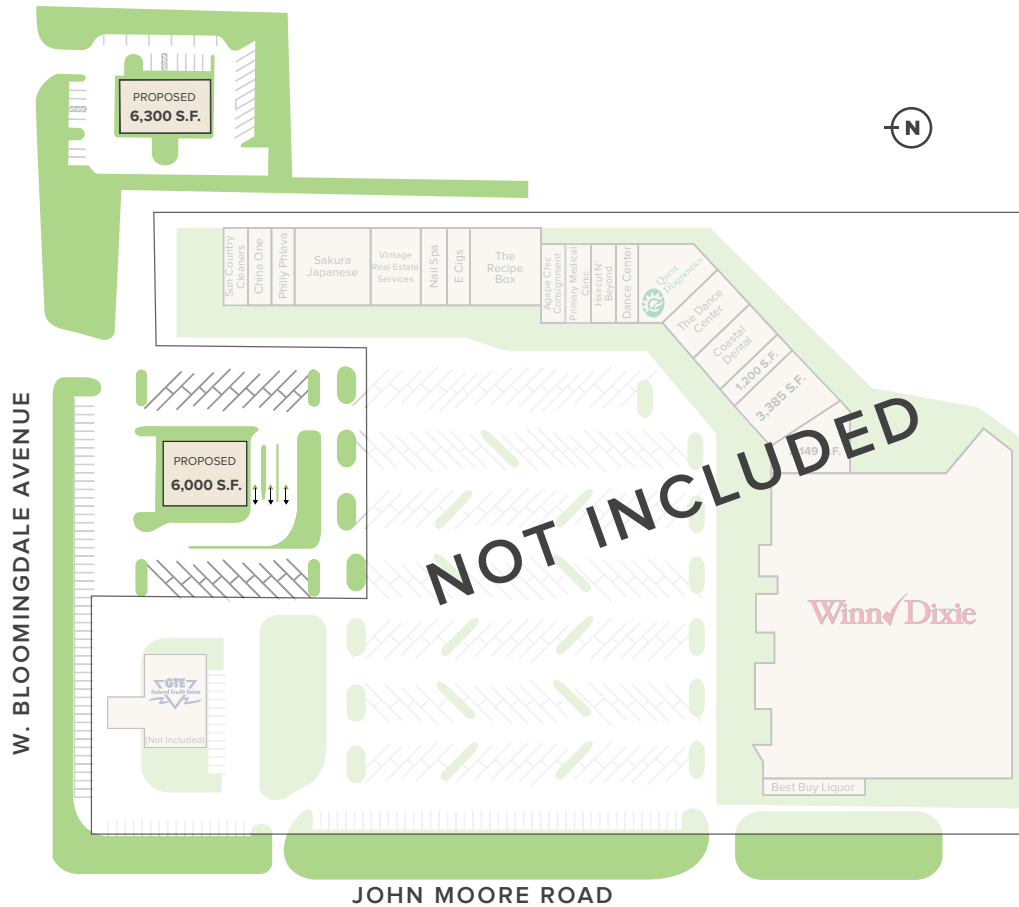 PROPOSED
6,300 S.F.
N
Sun Country
Cleaners
China One
Philly Phlava
Sakura
Japanese
Vintage
Real Estate
Services
Nail Spa
E Cigs
The
Recipe
Box
Agape Chic
Consignment
Primary Medical
Clinic
Haircut N'
Beyond
Dance Center
Quest
Diagnostics
The Dance
Center
Coastal
Dental
1,200 S.F.
3,385 S.F.
NOT INCLUDED
PROPOSED
6,000 S.F.
Winn Dixie
GTE
Federal Credit Union
(Not Included)
Best Buy Liquor
W. BLOOMINGDALE AVENUE
JOHN MOORE ROAD